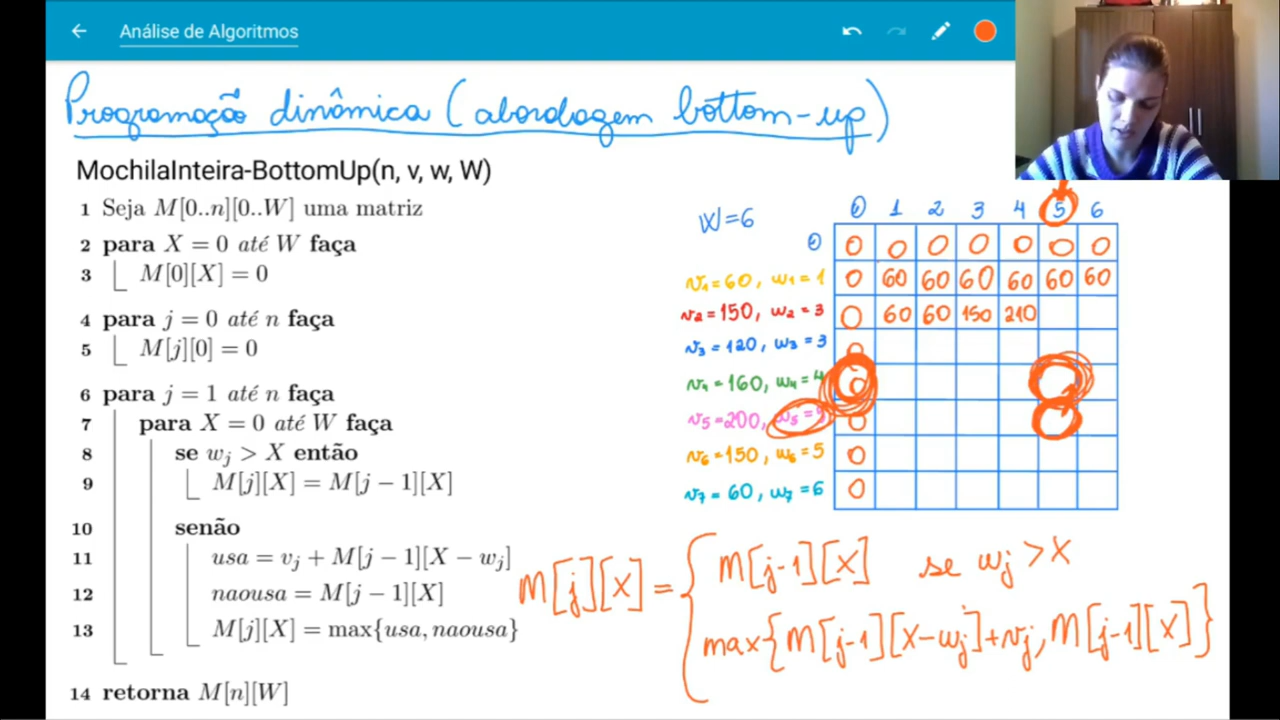 Análise de Algoritmos
Programação dinâmica (abordagem bottom-up)
MochilaInteira-BottomUp(n, v, w, W)
1 Seja M[0..n][0..W] uma matriz
2 para X = 0 até W faça
3 M[0][X] = 0
4 para j = 0 até n faça
5 M[j][0] = 0
6 para j = 1 até n faça
7 para X = 0 até W faça
8 se wj > X então
9 M[j][X] = M[j − 1][X]
10 senão
11 usa = vj + M[j − 1][X − wj]
12 naousa = M[j − 1][X]
13 M[j][X] = max{usa, naousa}
14 retorna M[n][W]
W=6
0 1 2 3 4 5 6
0 0 0 0 0 0 0 0
v1=60, w1=1 0 60 60 60 60 60 60
v2=150, w2=3 0 60 60 150 210
v3=120, w3=3 0
v4=160, w4=4 0
v5=200, w5= 0
v6=150, w6=5 0
v7=60, w7=6 0
M[j][X] = { M[j-1][X] se wj > X
max{M[j-1][X-wj]+vj, M[j-1][X]}